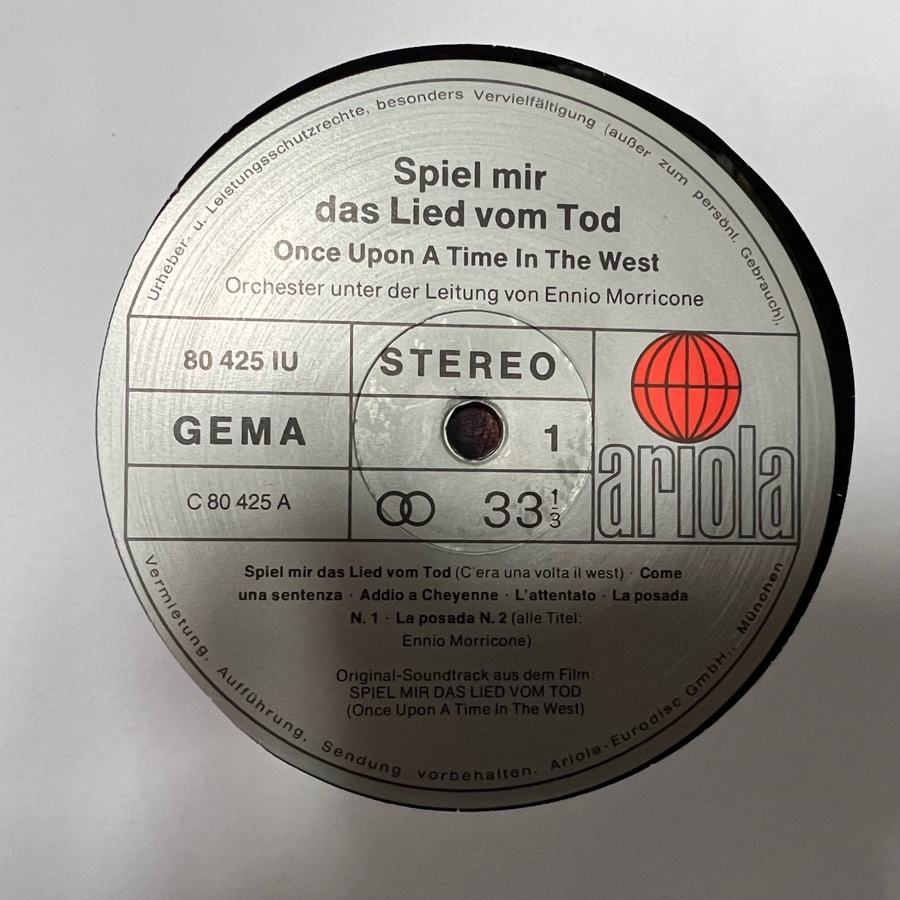 Urheber- u. Leistungsschutzrechte, besonders Vervielfältigung (außer zum persönl. Gebrauch),
Spiel mir
das Lied vom Tod
Once Upon A Time In The West
Orchester unter der Leitung von Ennio Morricone
80 425 IU
STEREO
GEMA
1
C 80 425 A
33 1/3
ariola
Spiel mir das Lied vom Tod (C'era una volta il west) · Come
una sentenza · Addio a Cheyenne · L'attentato · La posada
N. 1 · La posada N. 2 (alle Titel:
Ennio Morricone)
Original-Soundtrack aus dem Film:
SPIEL MIR DAS LIED VOM TOD
(Once Upon A Time In The West)
Vermietung, Aufführung, Sendung vorbehalten. Ariola-Eurodisc GmbH., München